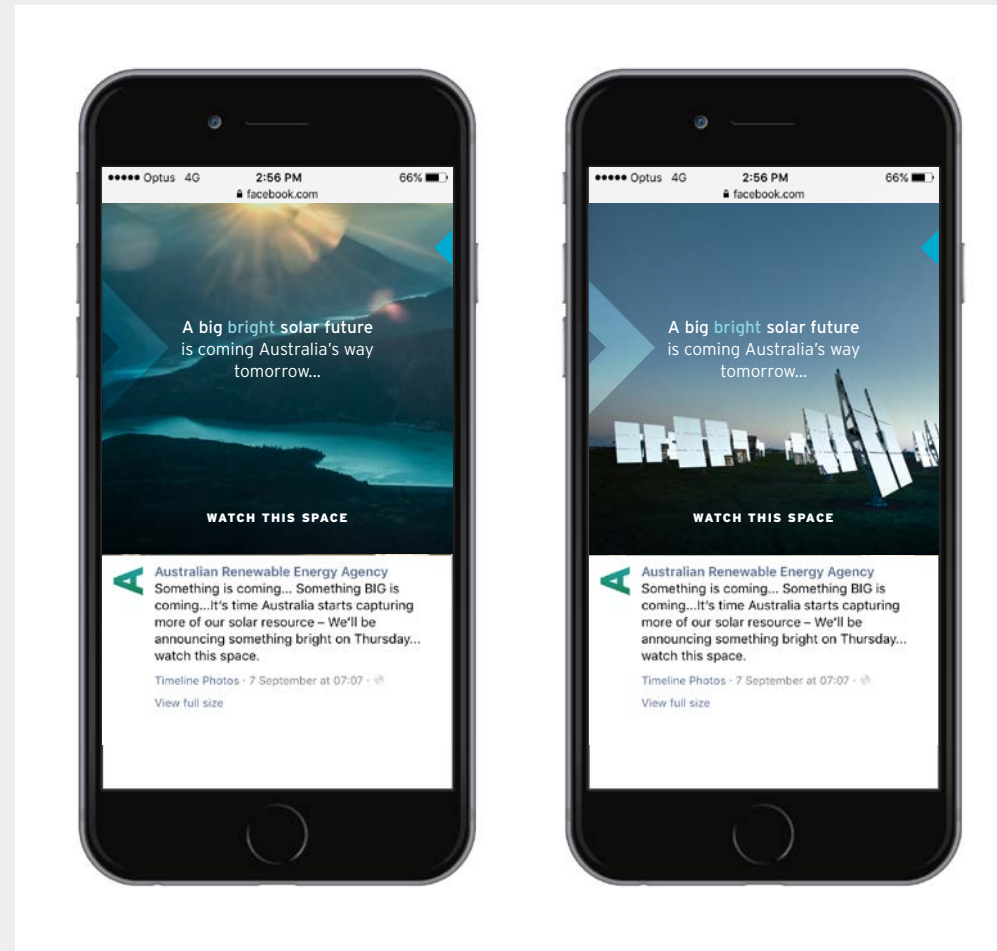 Optus 4G 2:56 PM 66%
facebook.com
A big bright solar future
is coming Australia's way
tomorrow...
WATCH THIS SPACE
Australian Renewable Energy Agency
Something is coming... Something BIG is
coming...It's time Australia starts capturing
more of our solar resource – We'll be
announcing something bright on Thursday...
watch this space.
Timeline Photos · 7 September at 07:07 ·
View full size
Optus 4G 2:56 PM 66%
facebook.com
A big bright solar future
is coming Australia's way
tomorrow...
WATCH THIS SPACE
Australian Renewable Energy Agency
Something is coming... Something BIG is
coming...It's time Australia starts capturing
more of our solar resource – We'll be
announcing something bright on Thursday...
watch this space.
Timeline Photos · 7 September at 07:07 ·
View full size